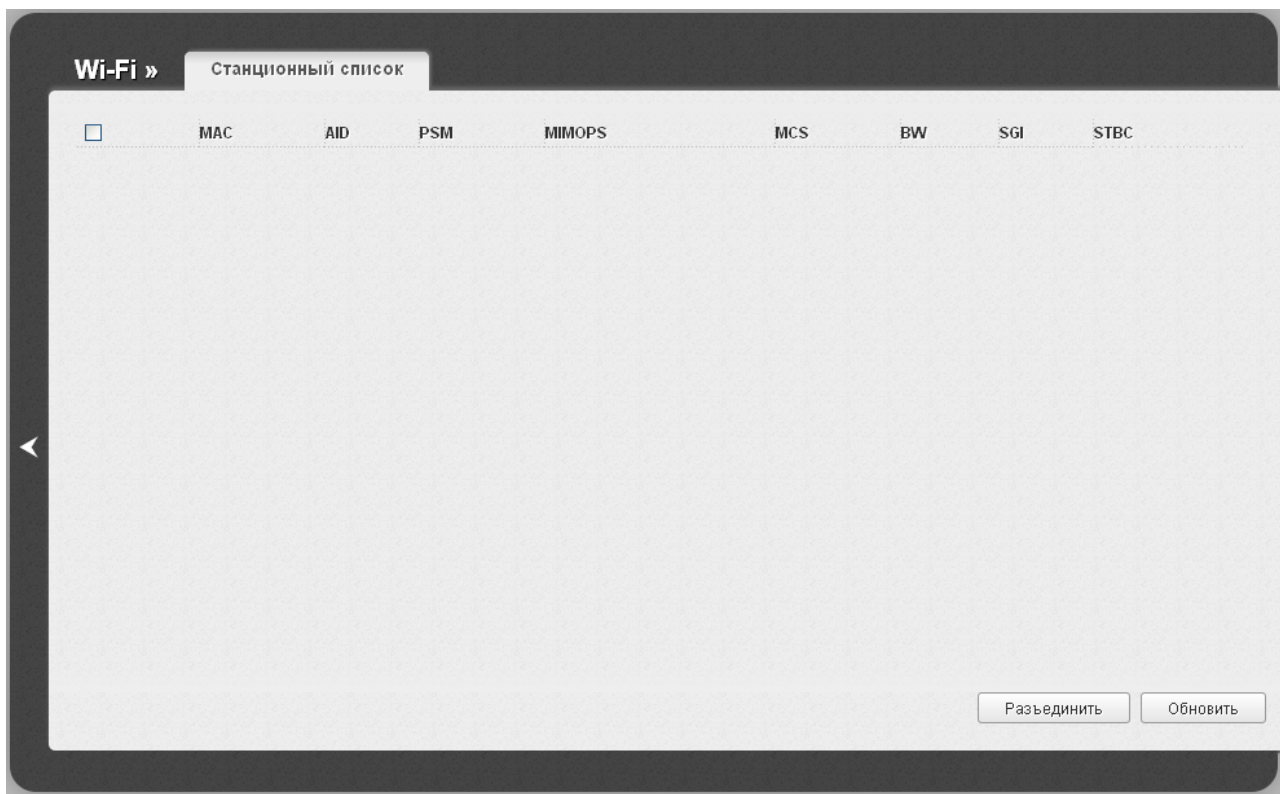 Wi-Fi » Станционный список
MAC AID PSM MIMOPS MCS BW SGI STBC
Разъединить Обновить